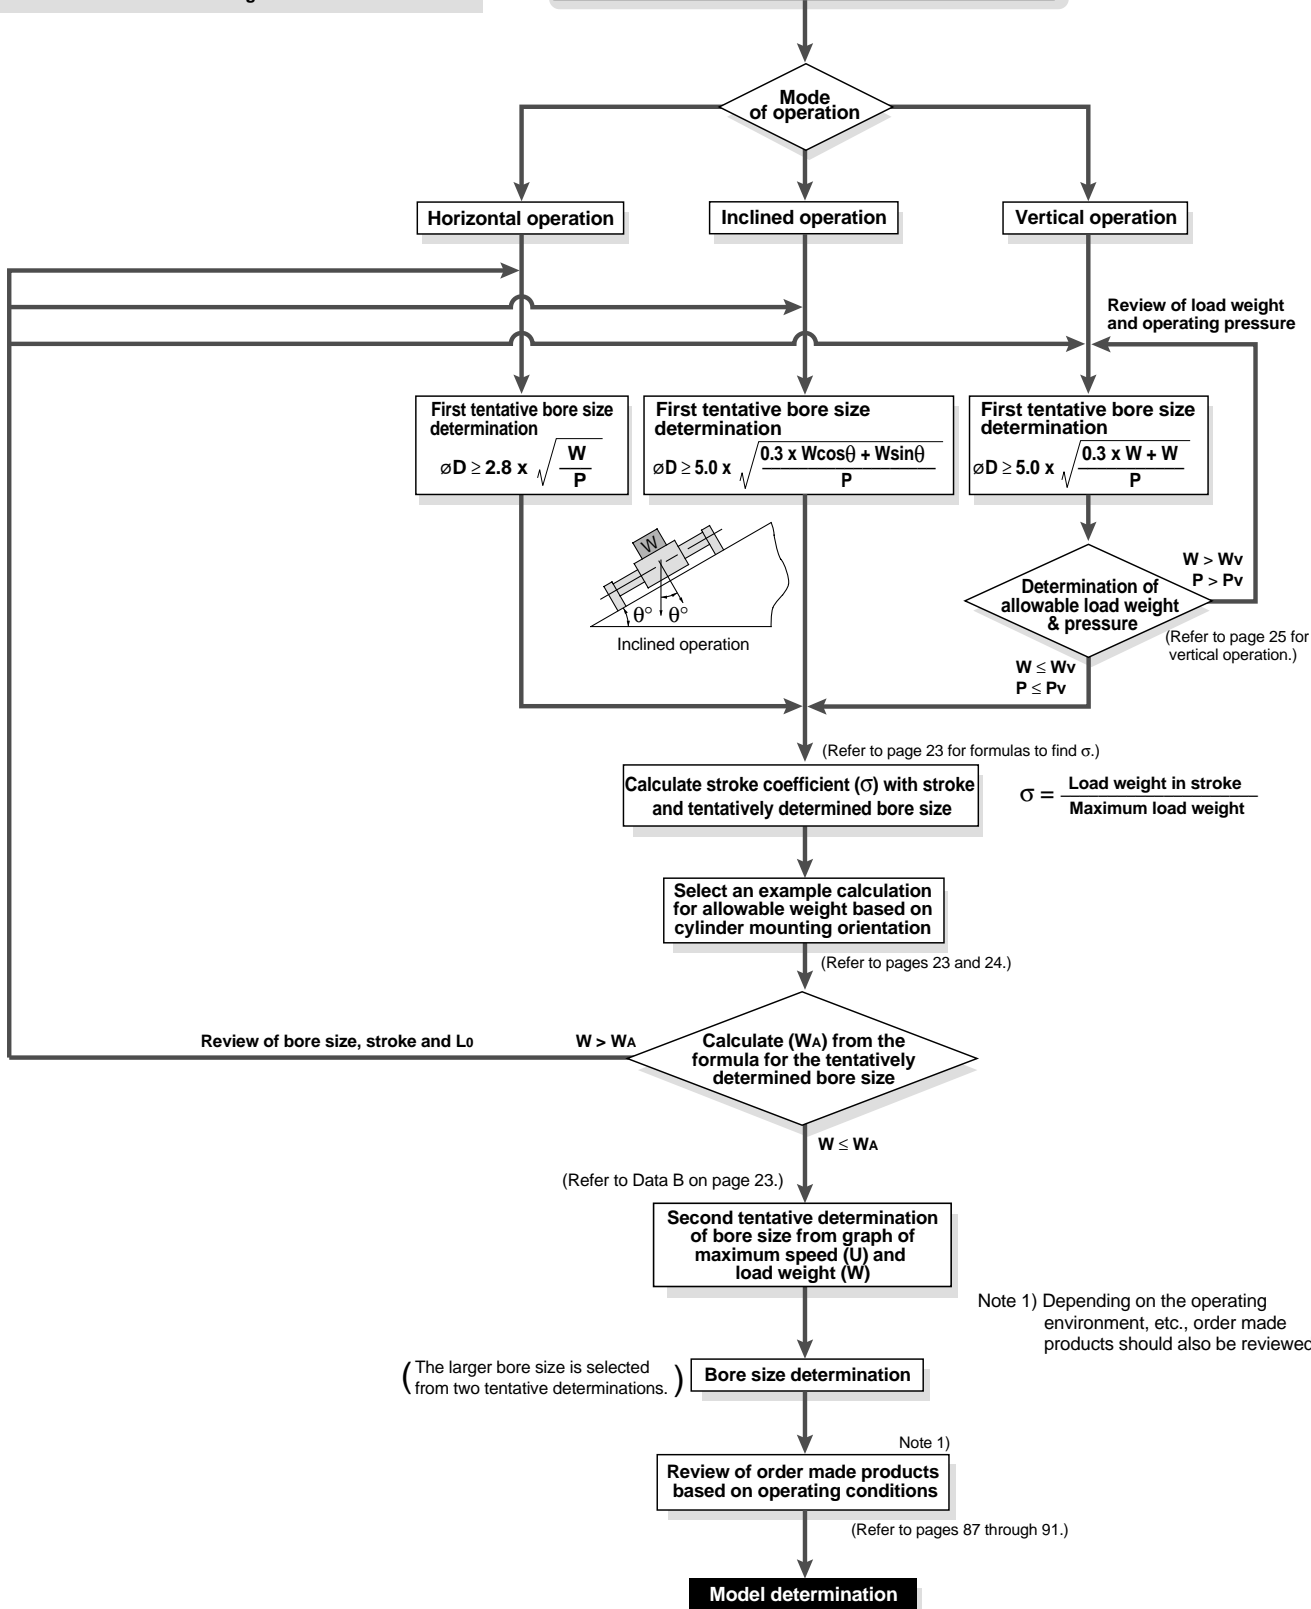 Mode
of operation
Horizontal operation
Inclined operation
Vertical operation
Review of load weight
and operating pressure
First tentative bore size
determination
øD ≥ 2.8 x √ W
P
First tentative bore size
determination
øD ≥ 5.0 x √ 0.3 x Wcosθ + Wsinθ
P
First tentative bore size
determination
øD ≥ 5.0 x √ 0.3 x W + W
P
W
θ° θ°
Inclined operation
W > Wv
P > Pv
Determination of
allowable load weight
& pressure
(Refer to page 25 for
vertical operation.)
W ≤ Wv
P ≤ Pv
(Refer to page 23 for formulas to find σ.)
Calculate stroke coefficient (σ) with stroke
and tentatively determined bore size
σ = Load weight in stroke
Maximum load weight
Select an example calculation
for allowable weight based on
cylinder mounting orientation
(Refer to pages 23 and 24.)
Review of bore size, stroke and L0
W > WA
Calculate (WA) from the
formula for the tentatively
determined bore size
W ≤ WA
(Refer to Data B on page 23.)
Second tentative determination
of bore size from graph of
maximum speed (U) and
load weight (W)
Note 1) Depending on the operating
environment, etc., order made
products should also be reviewed
(The larger bore size is selected
from two tentative determinations.)
Bore size determination
Note 1)
Review of order made products
based on operating conditions
(Refer to pages 87 through 91.)
Model determination